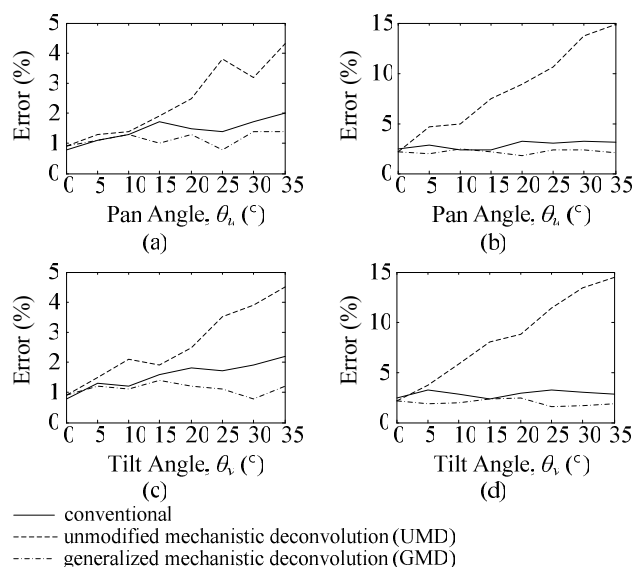 5
4
3
2
1
0
Error (%)
0 5 10 15 20 25 30 35
Pan Angle, θu (c)
(a)
15
10
5
0
Error (%)
0 5 10 15 20 25 30 35
Pan Angle, θu (c)
(b)
5
4
3
2
1
0
Error (%)
0 5 10 15 20 25 30 35
Tilt Angle, θv (c)
(c)
15
10
5
0
Error (%)
0 5 10 15 20 25 30 35
Tilt Angle, θv (c)
(d)
conventional
unmodified mechanistic deconvolution (UMD)
generalized mechanistic deconvolution (GMD)